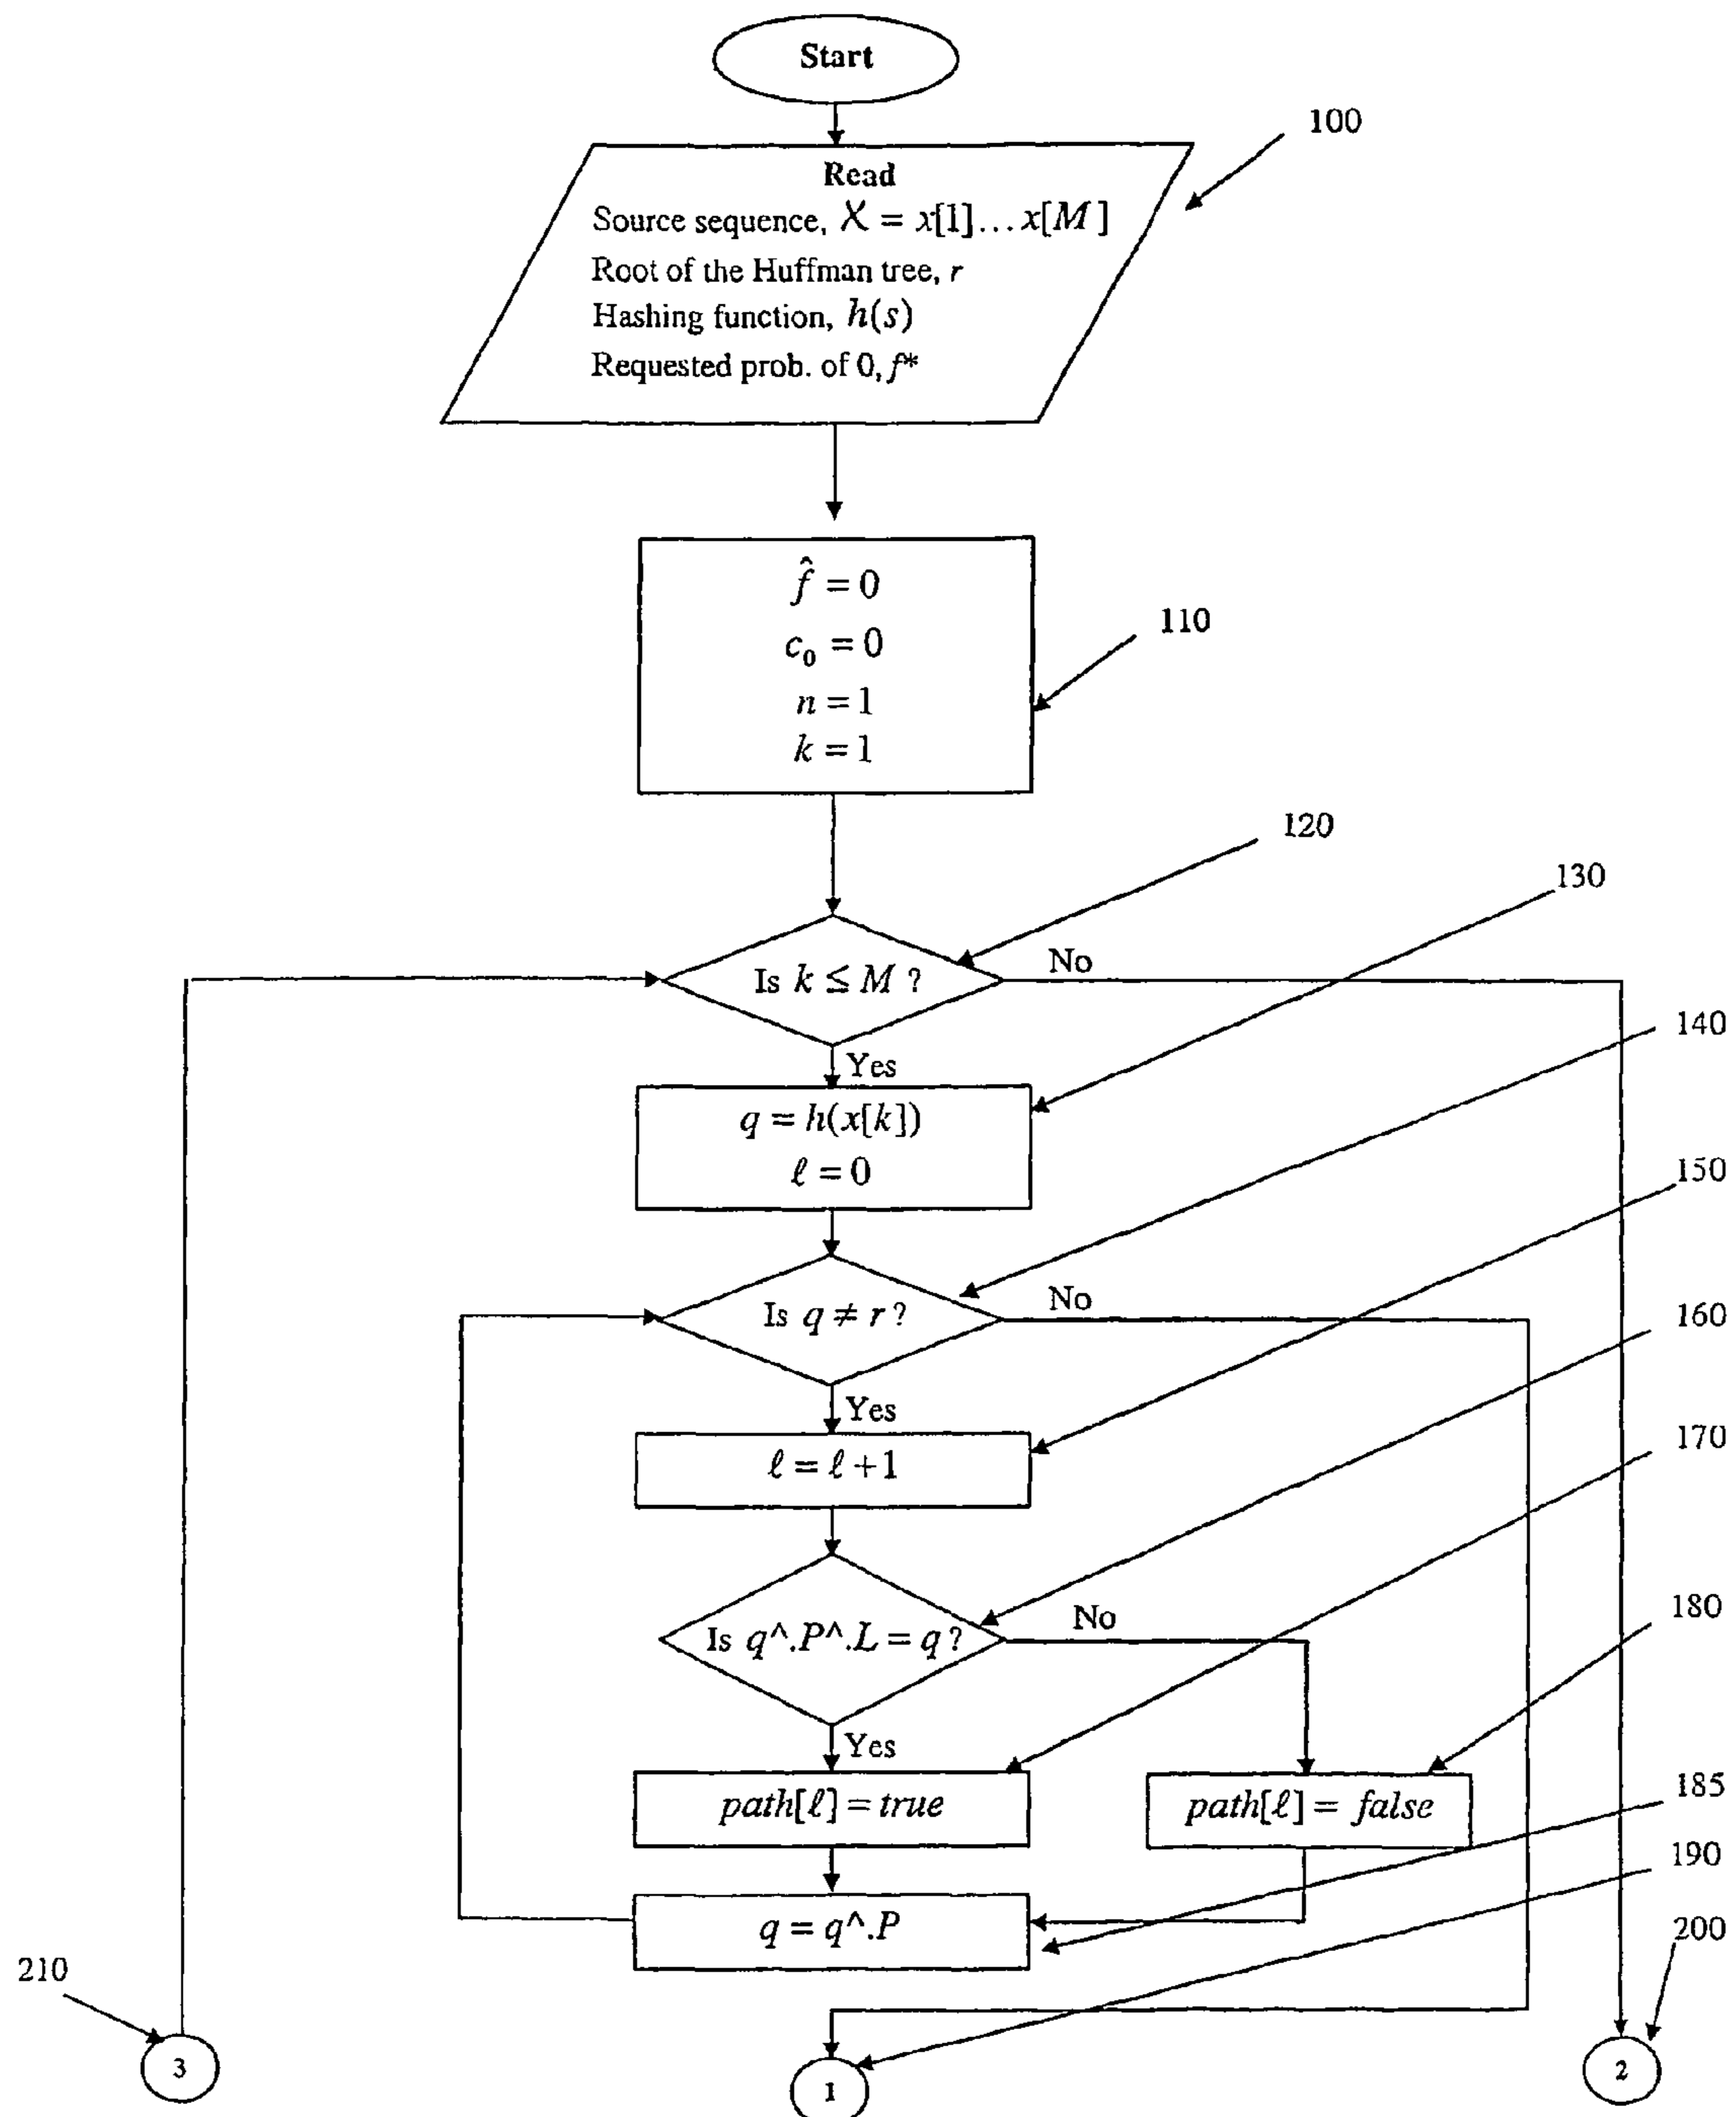 Start
100
Read
Source sequence, X = x[1]...x[M]
Root of the Huffman tree, r
Hashing function, h(s)
Requested prob. of 0, f*
f̂ = 0
c₀ = 0
n = 1
k = 1
110
120
130
Is k ≤ M ?
No
140
Yes
q = h(x[k])
ℓ = 0
150
Is q ≠ r ?
No
160
Yes
ℓ = ℓ + 1
170
180
Is q^.P^.L = q ?
No
Yes
185
path[ℓ] = true
path[ℓ] = false
190
q = q^.P
200
210
3
1
2